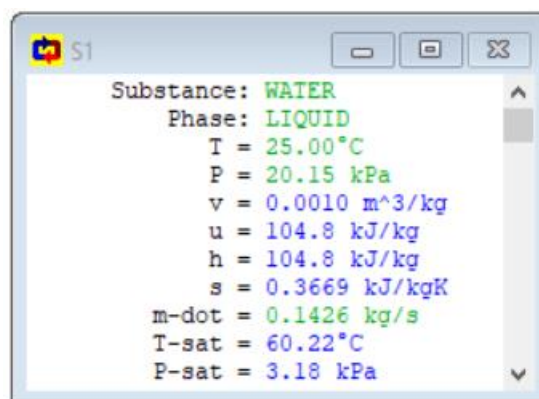 S1
Substance: WATER
Phase: LIQUID
T = 25.00°C
P = 20.15 kPa
v = 0.0010 m^3/kg
u = 104.8 kJ/kg
h = 104.8 kJ/kg
s = 0.3669 kJ/kgK
m-dot = 0.1426 kg/s
T-sat = 60.22°C
P-sat = 3.18 kPa